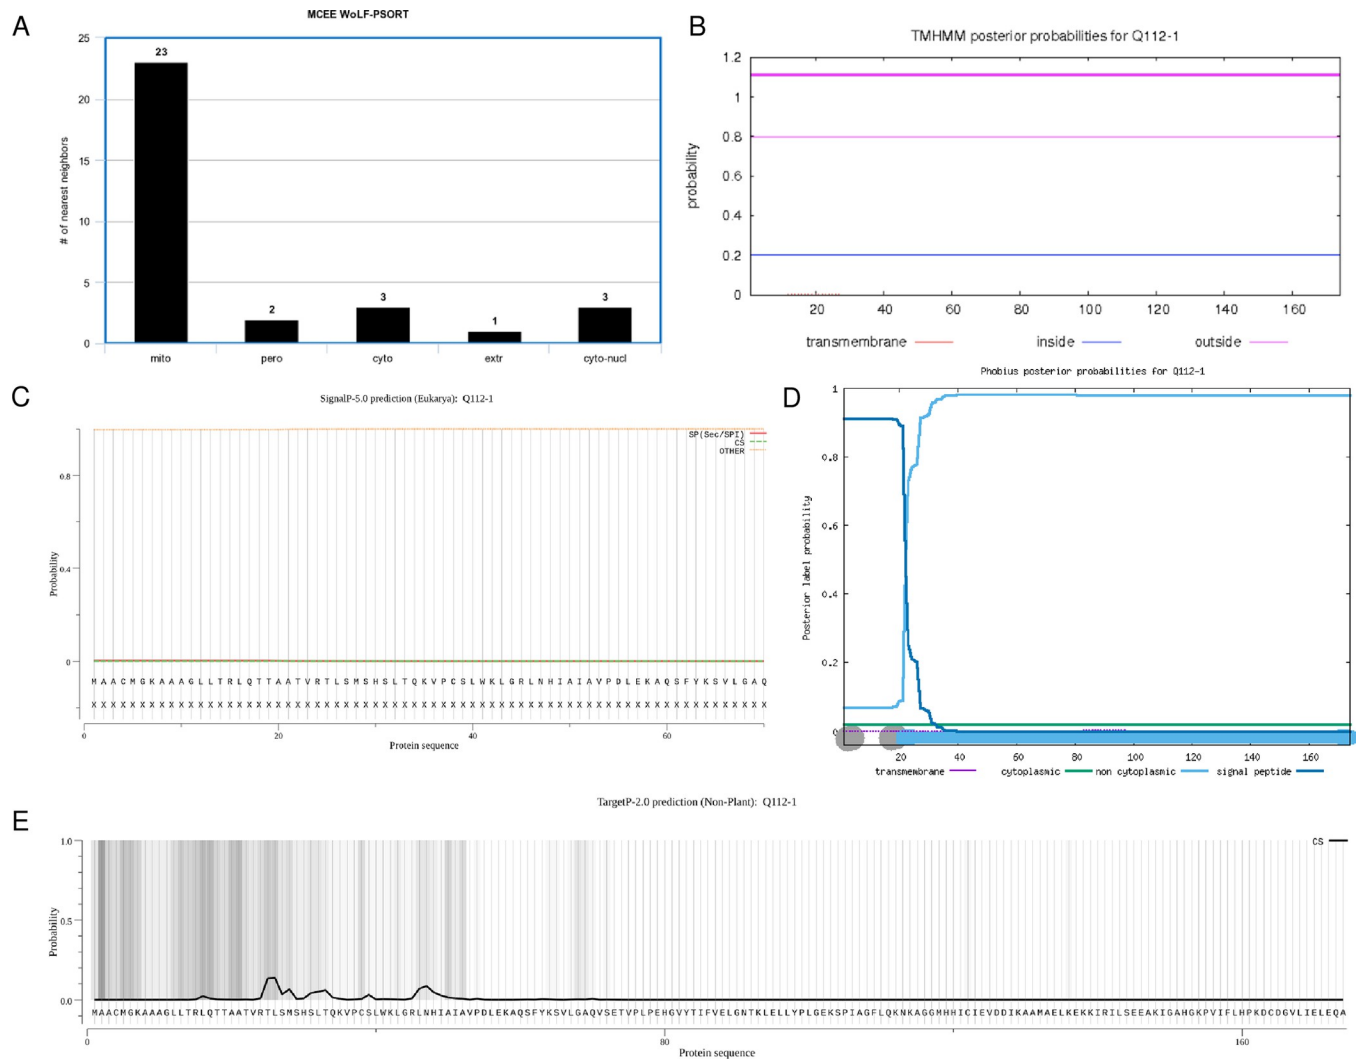 A
MCEE WoLF-PSORT
# of nearest neighbors
25
20
15
10
5
0
23
2
3
1
3
mito pero cyto extr cyto-nucl
B
TMHMM posterior probabilities for Q112-1
probability
1.2
1
0.8
0.6
0.4
0.2
0
20 40 60 80 100 120 140 160
transmembrane inside outside
C
SignalP-5.0 prediction (Eukarya): Q112-1
SP(Sec/SPI)
CS
OTHER
Probability
0.8
0.4
0
MAACMGKAAAGLLTRLQTTAATVRTLSMSHSLTQKVPCSLWKLGRLNHIAIAVPDLEKAQSFYKSVLGAQ
XXXXXXXXXXXXXXXXXXXXXXXXXXXXXXXXXXXXXXXXXXXXXXXXXXXXXXXXXXXXXXXXXXXXXX
0 20 40 60
Protein sequence
D
Phobius posterior probabilities for Q112-1
Posterior label probability
1
0.8
0.6
0.4
0.2
0
20 40 60 80 100 120 140 160
transmembrane cytoplasmic non cytoplasmic signal peptide
E
TargetP-2.0 prediction (Non-Plant): Q112-1
CS
Probability
1.0
0.5
0.0
MAACMGKAAAGLLTRLQTTAATVRTLSMSHSLTQKVPCSLWKLGRLNHIAIAVPDLEKAQSFYKSVLGAQVSETVPLPEHGVYTIFVELGNTKLELLYPLGEKSPIAGFLQKNKAGGMHHICIEVDDIKAAMAELKEKKIRILSEEAKIGAHGKPVIFLHPKDCDGVLIELEQA
0 80 160
Protein sequence